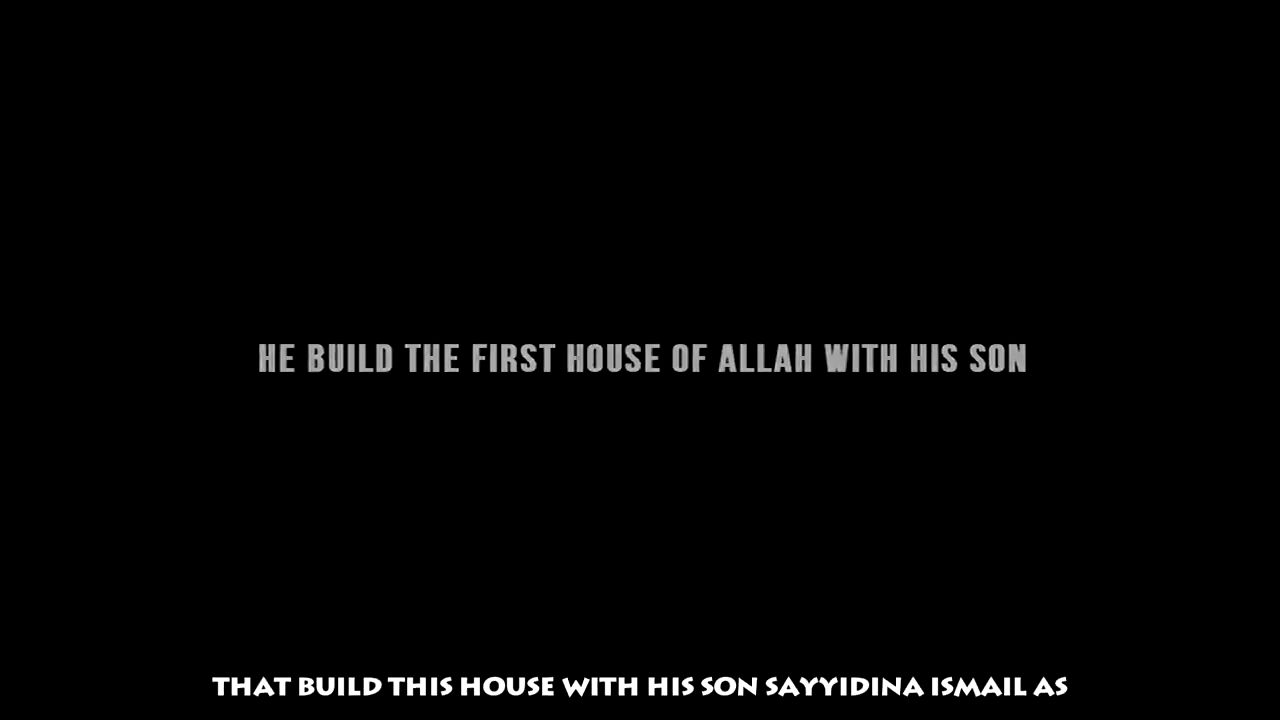 HE BUILD THE FIRST HOUSE OF ALLAH WITH HIS SON
THAT BUILD THIS HOUSE WITH HIS SON SAYYIDINA ISMAIL AS